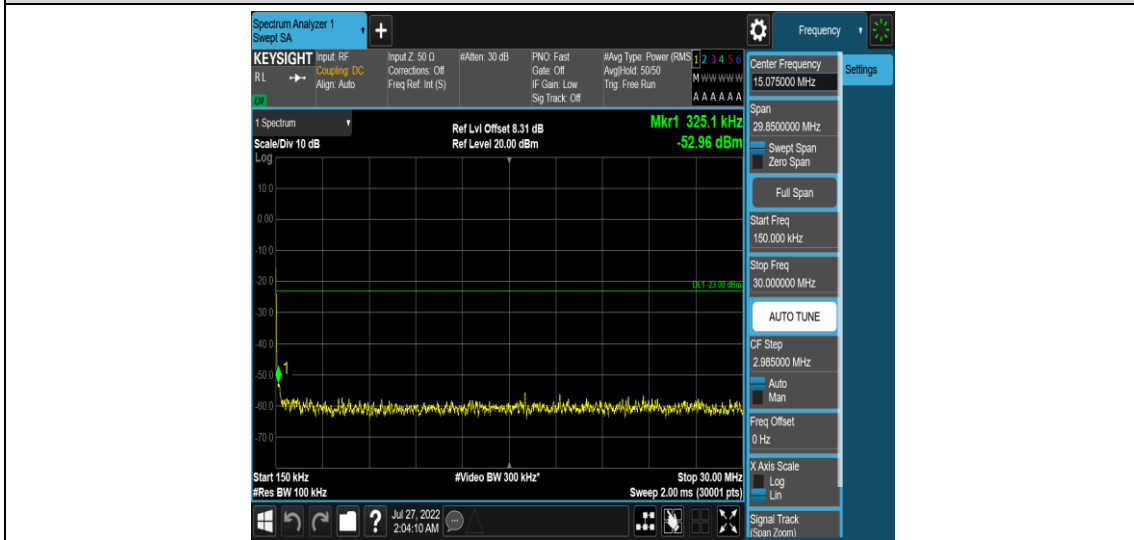 Spectrum Analyzer 1
Swept SA
+
Frequency
KEYSIGHT
RL
Input: RF
Coupling: DC
Align: Auto
Input Z: 50 Ω
Corrections: Off
Freq Ref: Int (S)
#Atten: 30 dB
PNO: Fast
Gate: Off
IF Gain: Low
Sig Track: Off
#Avg Type: Power (RMS
Avg|Hold: 50/50
Trig: Free Run
1 2 3 4 5 6
M W W W W W
A A A A A A
1 Spectrum
Scale/Div 10 dB
Log
Ref Lvl Offset 8.31 dB
Ref Level 20.00 dBm
Mkr1 325.1 kHz
-52.96 dBm
10.0
0.00
-10.0
-20.0
DL1 -23.00 dBm
-30.0
-40.0
-50.0
1
-60.0
-70.0
Start 150 kHz
#Res BW 100 kHz
#Video BW 300 kHz*
Stop 30.00 MHz
Sweep 2.00 ms (30001 pts)
?
Jul 27, 2022
2:04:10 AM
Center Frequency
15.075000 MHz
Settings
Span
29.8500000 MHz
Swept Span
Zero Span
Full Span
Start Freq
150.000 kHz
Stop Freq
30.000000 MHz
AUTO TUNE
CF Step
2.985000 MHz
Auto
Man
Freq Offset
0 Hz
X Axis Scale
Log
Lin
Signal Track
(Span Zoom)